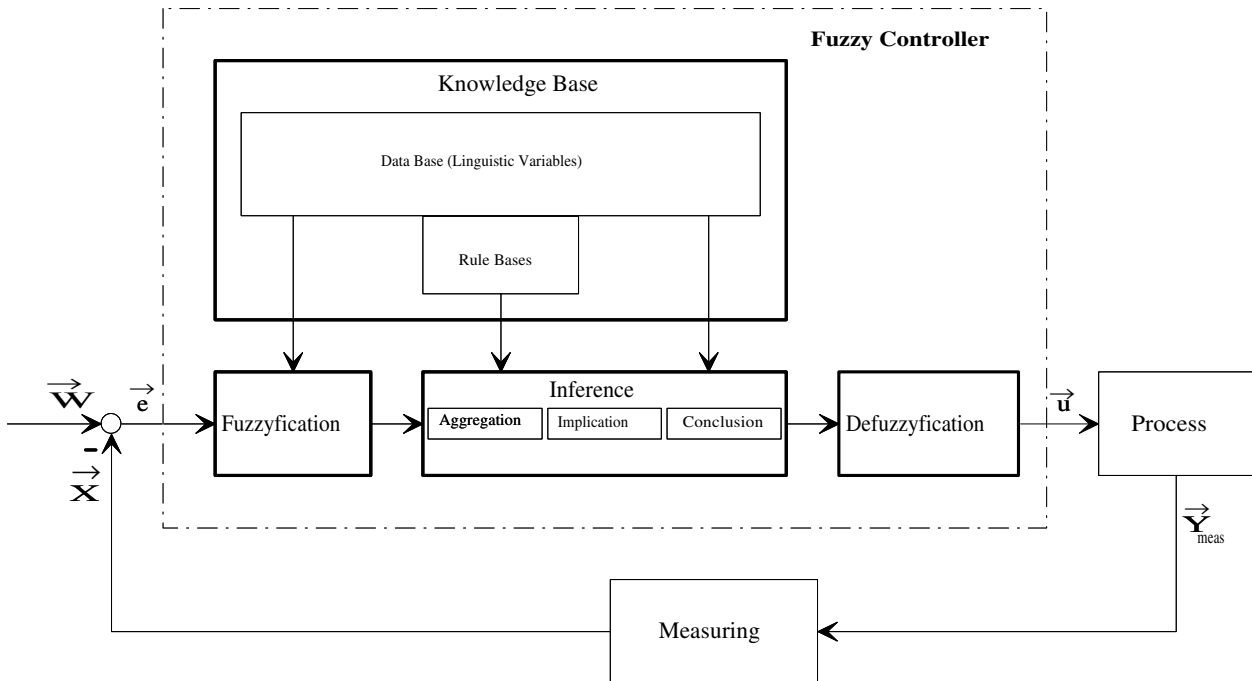 Fuzzy Controller
Knowledge Base
Data Base (Linguistic Variables)
Rule Bases
W
e
Fuzzyfication
Inference
Aggregation
Implication
Conclusion
Defuzzyfication
u
Process
-
X
Y meas
Measuring